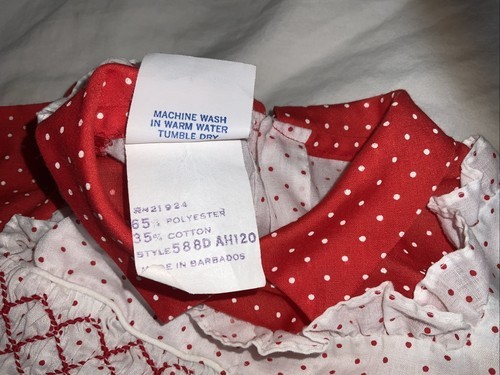 MACHINE WASH
IN WARM WATER
TUMBLE DRY
RN21924
65% POLYESTER
35% COTTON
STYLE 588D AH120
MADE IN BARBADOS